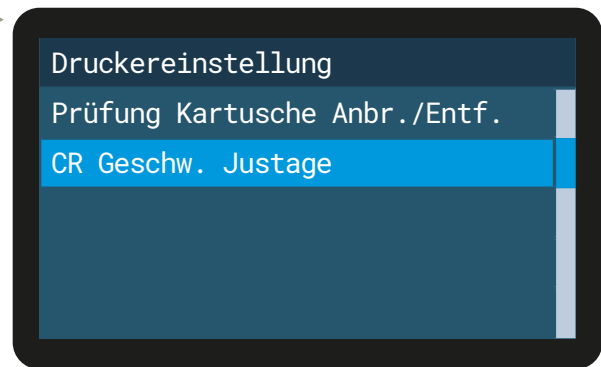 Druckereinstellung
Prüfung Kartusche Anbr./Entf.
CR Geschw. Justage